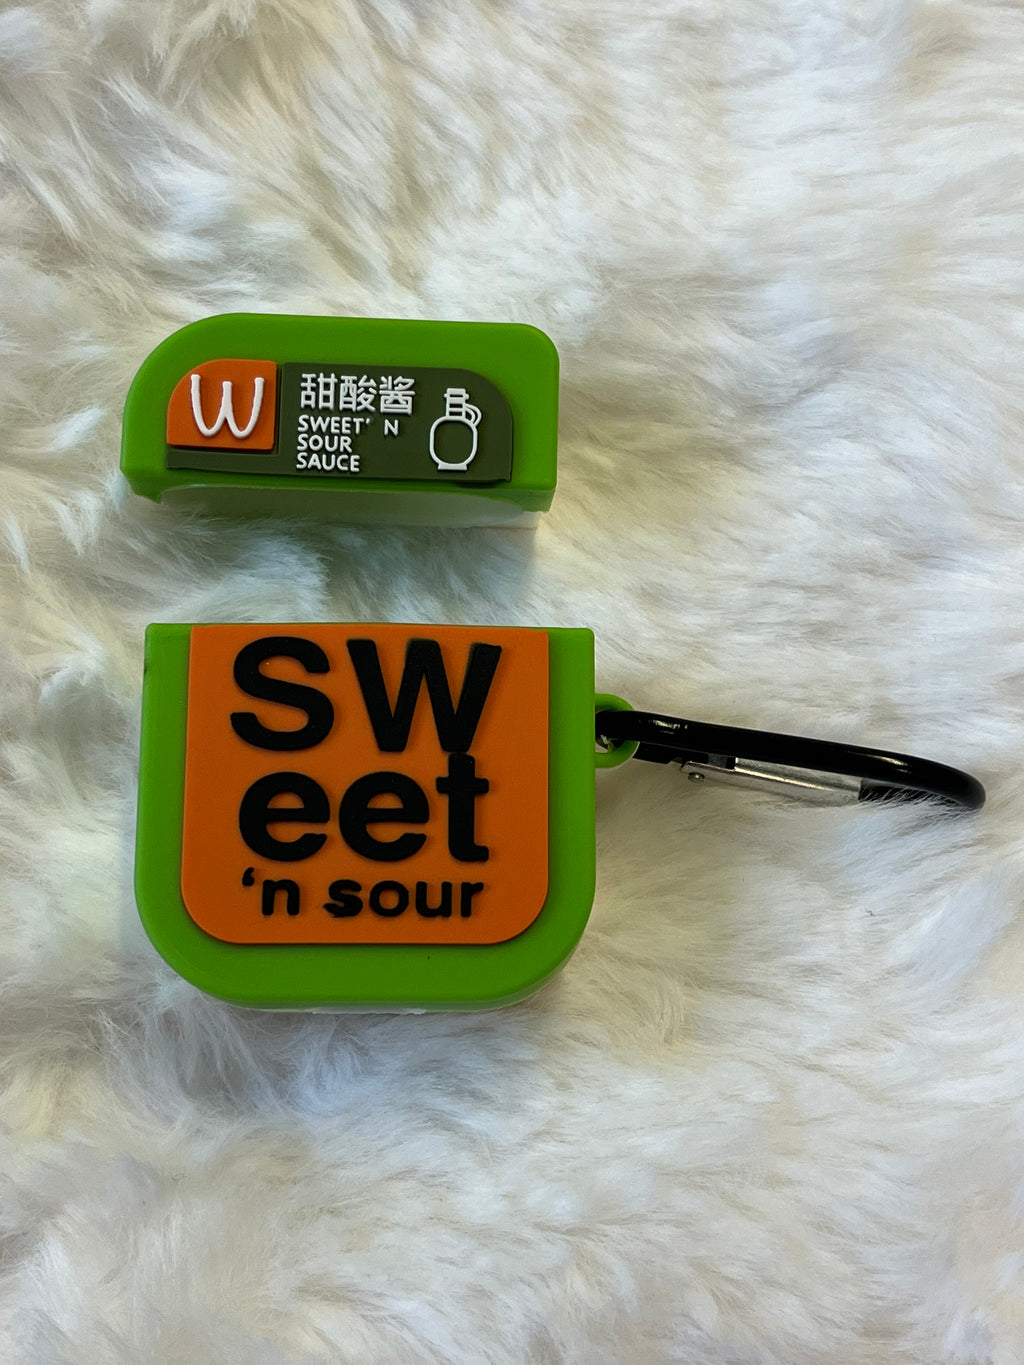 W
甜酸酱
SWEET' N
SOUR
SAUCE
sw
eet
'n sour